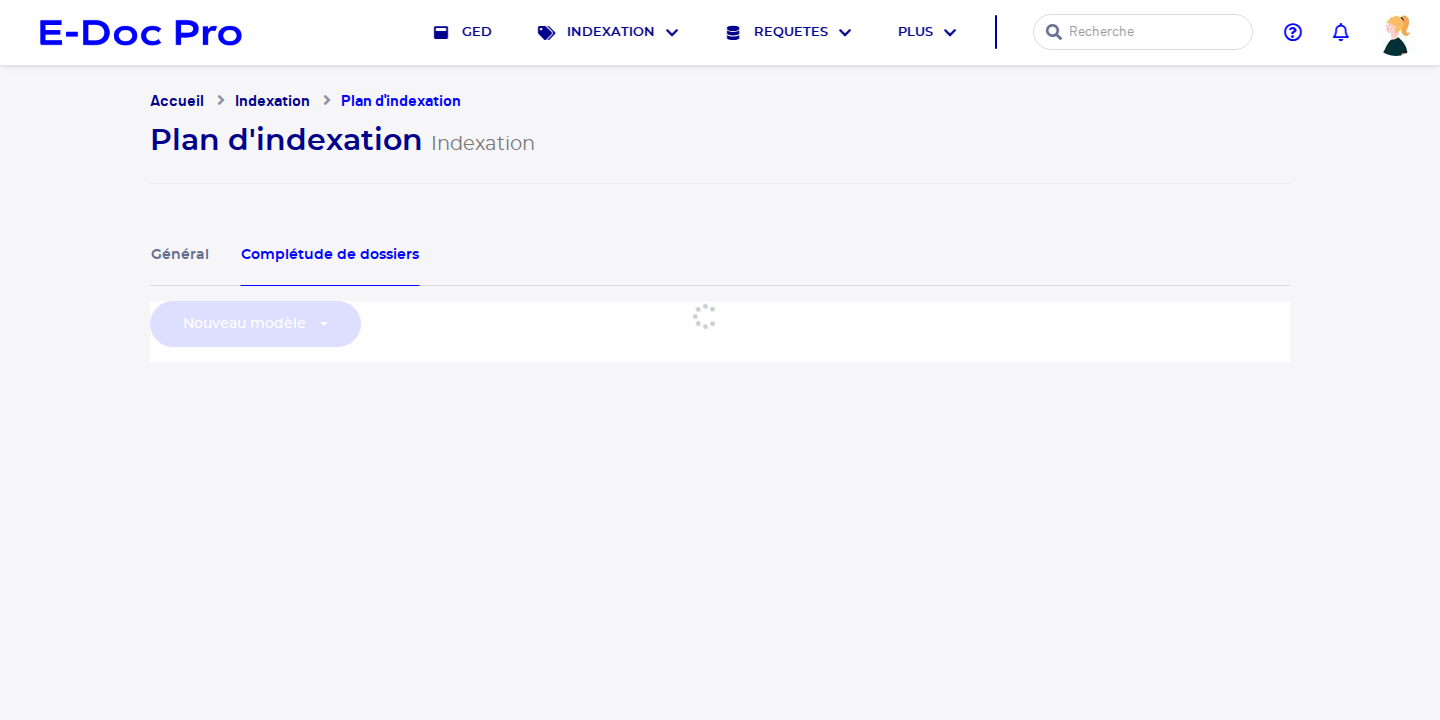 E-Doc Pro GED INDEXATION REQUETES PLUS Recherche
Accueil Indexation Plan d'indexation
Plan d'indexation Indexation
Général Complétude de dossiers
Nouveau modèle